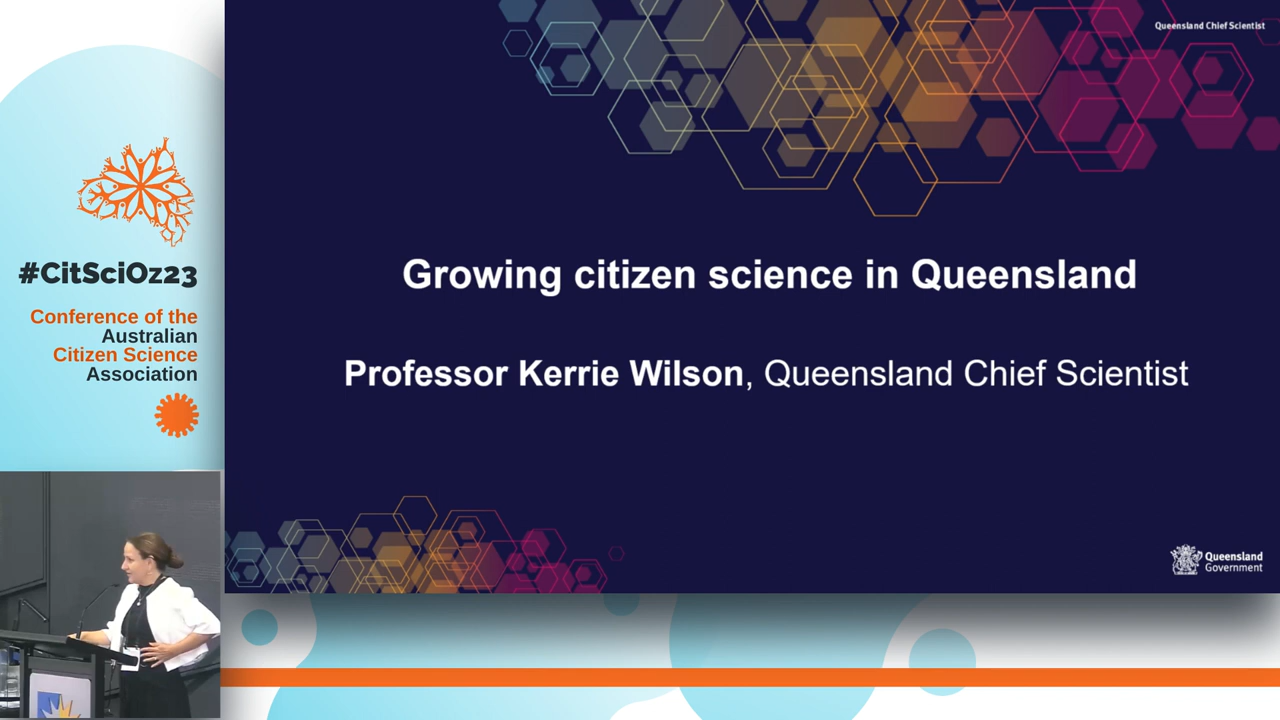 Queensland Chief Scientist
Growing citizen science in Queensland
Professor Kerrie Wilson, Queensland Chief Scientist
Queensland
Government
#CitSciOz23
Conference of the
Australian
Citizen Science
Association